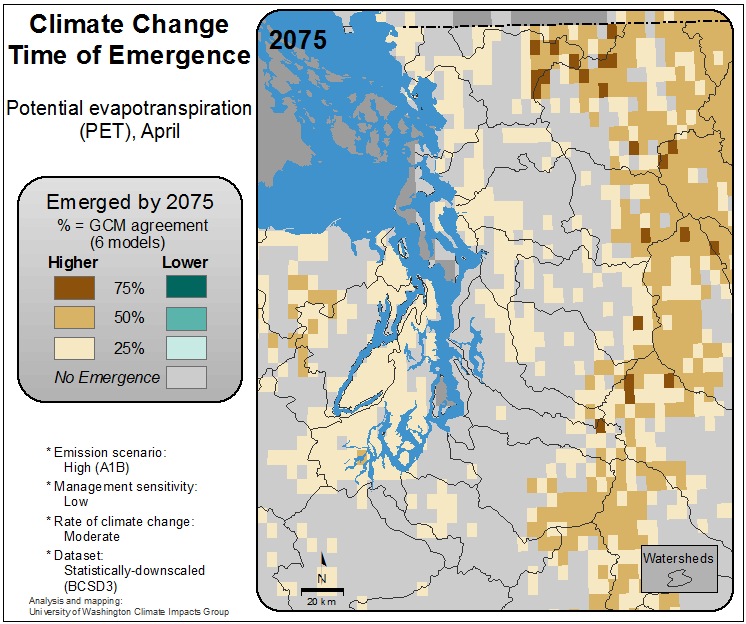 Climate Change
Time of Emergence
Potential evapotranspiration
(PET), April
Emerged by 2075
% = GCM agreement
(6 models)
Higher Lower
75%
50%
25%
No Emergence
* Emission scenario:
High (A1B)
* Management sensitivity:
Low
* Rate of climate change:
Moderate
* Dataset:
Statistically-downscaled
(BCSD3)
Analysis and mapping:
University of Washington Climate Impacts Group
2075
N
20 km
Watersheds